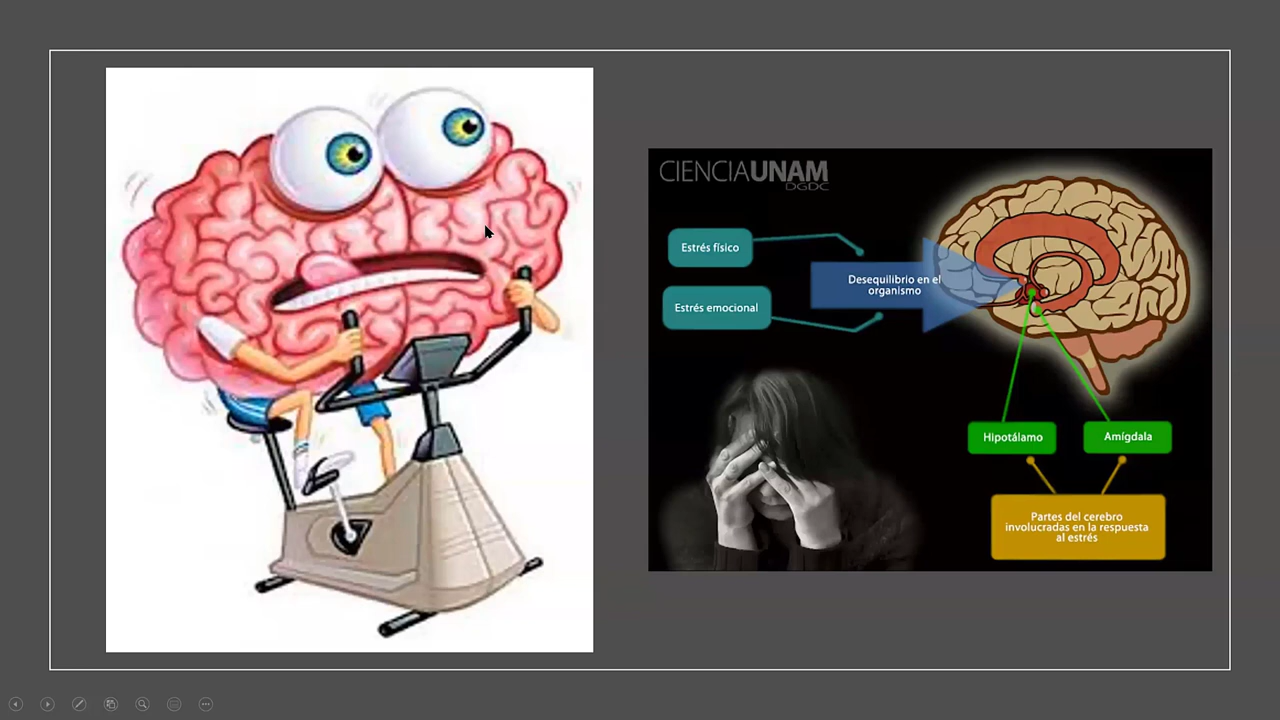 CIENCIAUNAM
DGDC
Estrés físico
Estrés emocional
Desequilibrio en el
organismo
Hipotálamo
Amígdala
Partes del cerebro
involucradas en la respuesta
al estrés